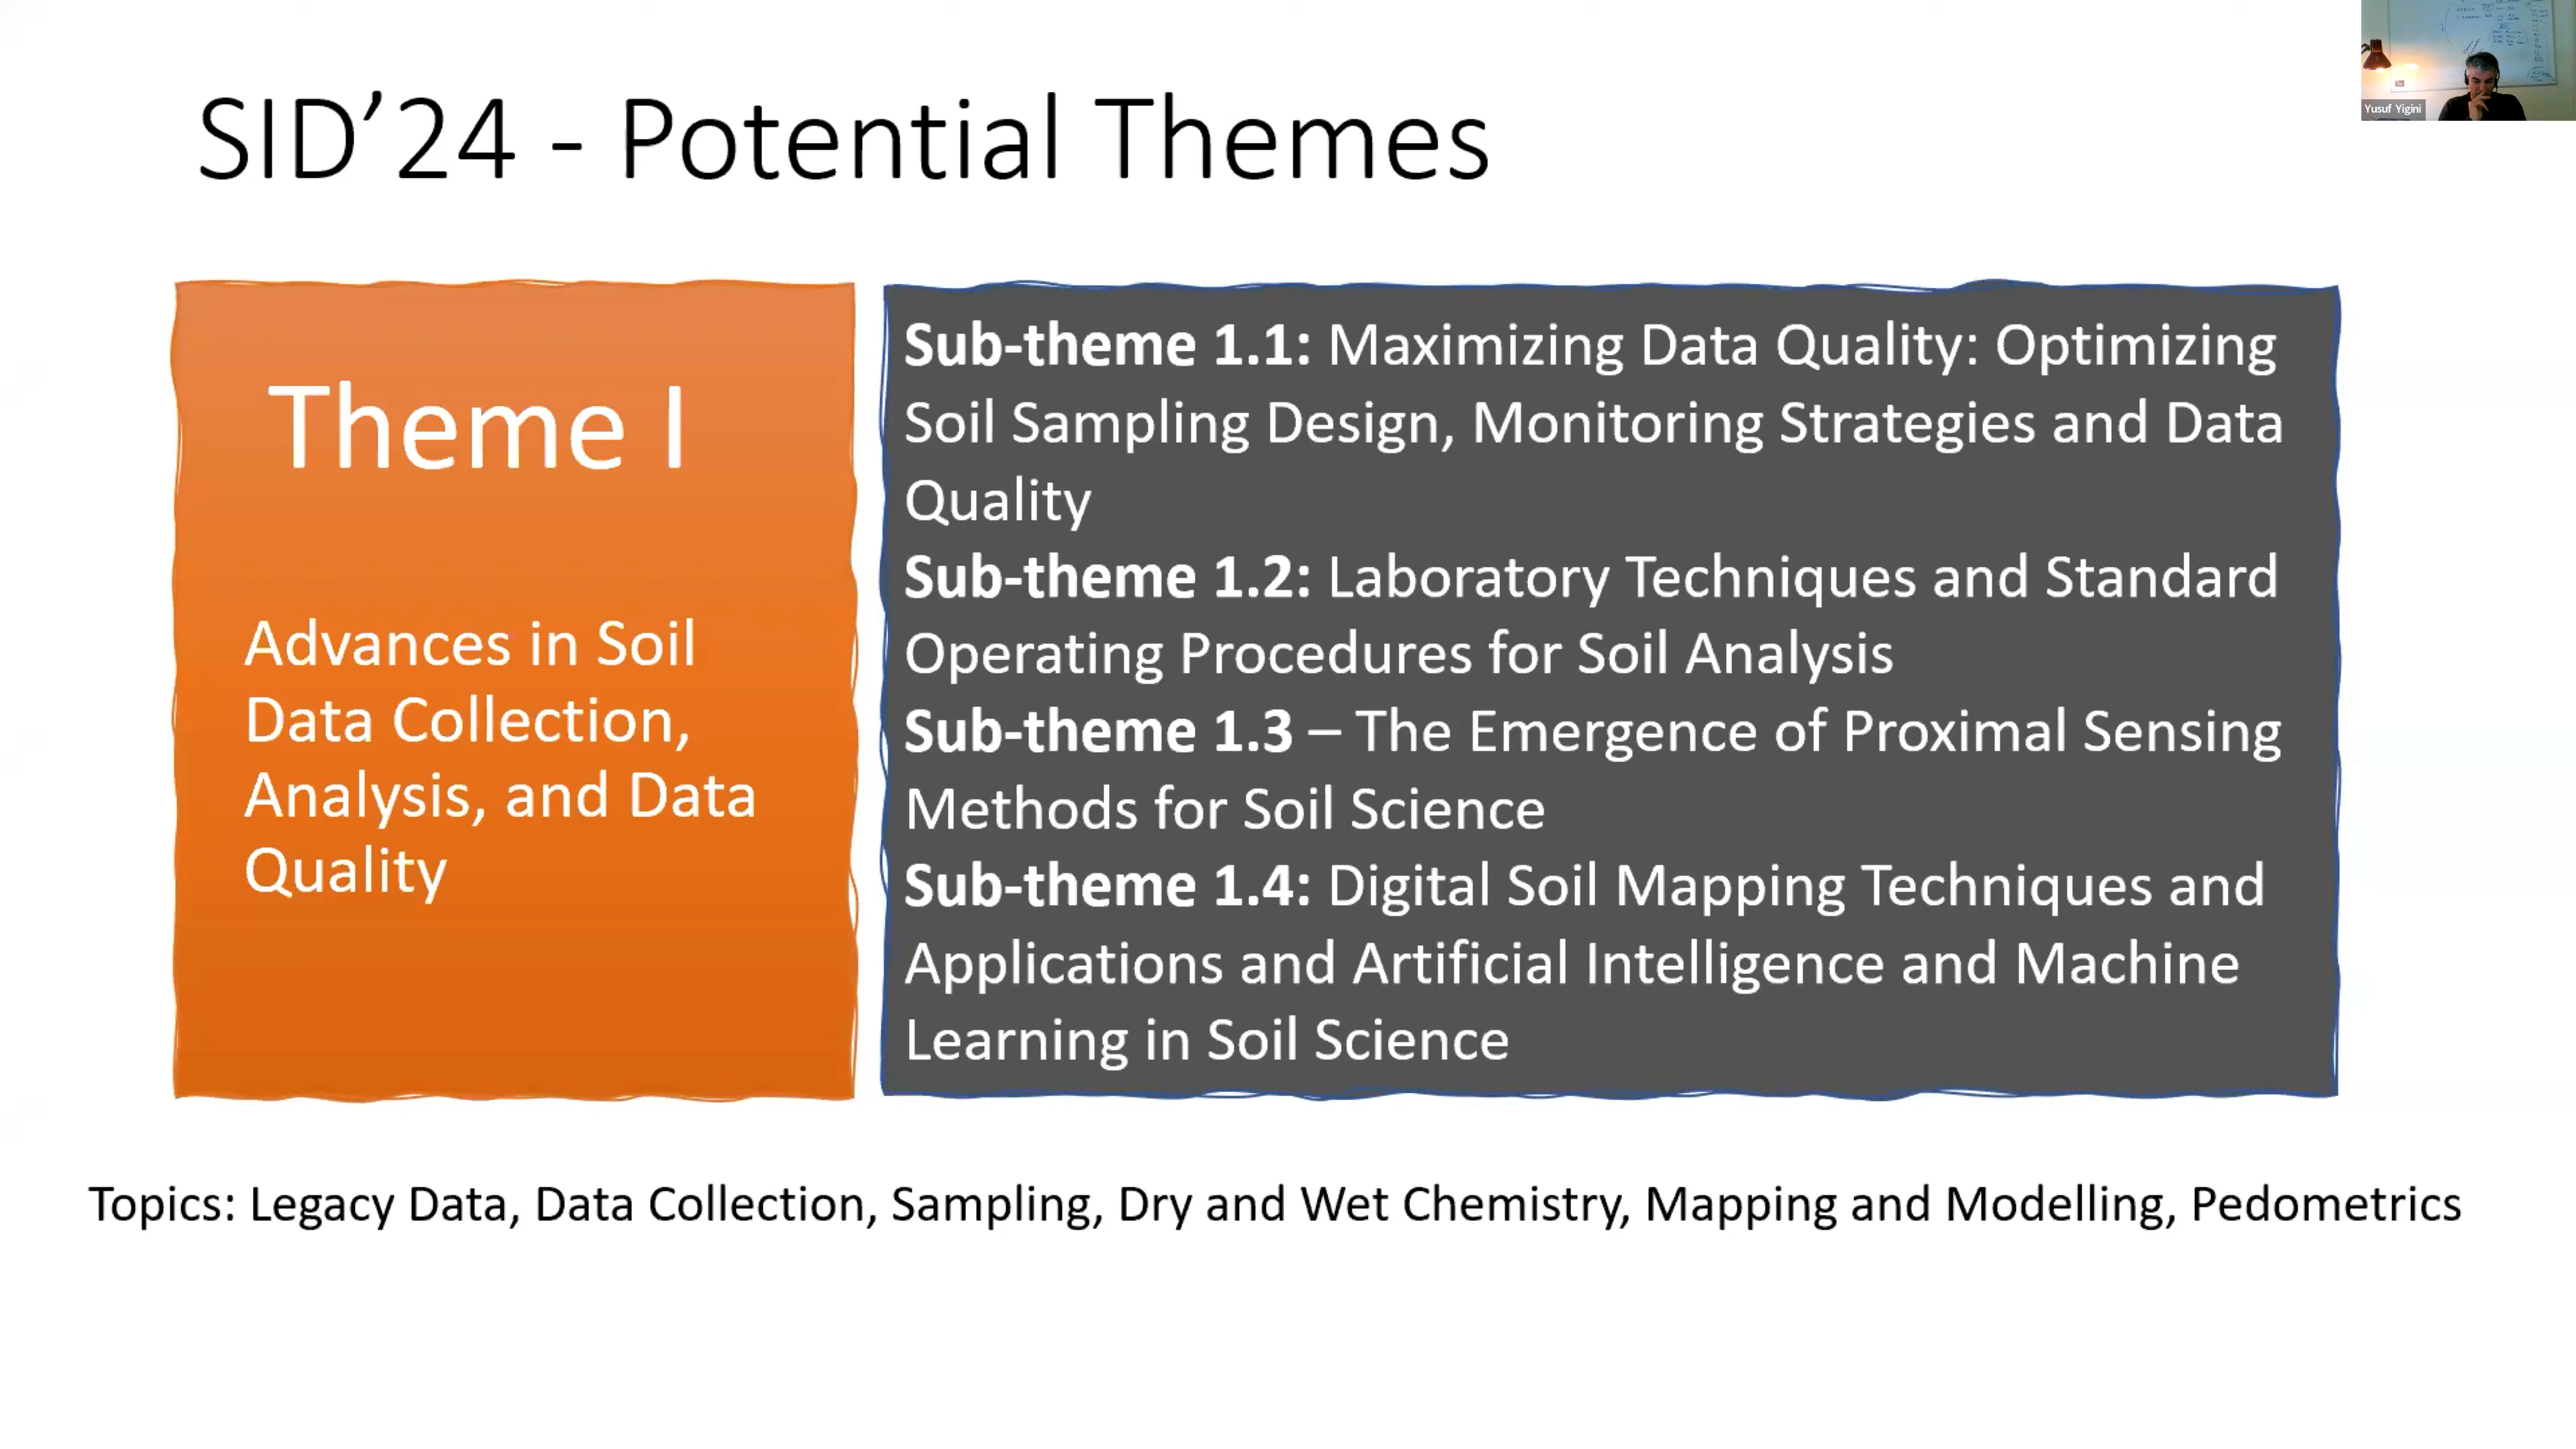 SID’24 - Potential Themes
Yusuf Yigini
Theme I
Advances in Soil
Data Collection,
Analysis, and Data
Quality
Sub-theme 1.1: Maximizing Data Quality: Optimizing
Soil Sampling Design, Monitoring Strategies and Data
Quality
Sub-theme 1.2: Laboratory Techniques and Standard
Operating Procedures for Soil Analysis
Sub-theme 1.3 – The Emergence of Proximal Sensing
Methods for Soil Science
Sub-theme 1.4: Digital Soil Mapping Techniques and
Applications and Artificial Intelligence and Machine
Learning in Soil Science
Topics: Legacy Data, Data Collection, Sampling, Dry and Wet Chemistry, Mapping and Modelling, Pedometrics